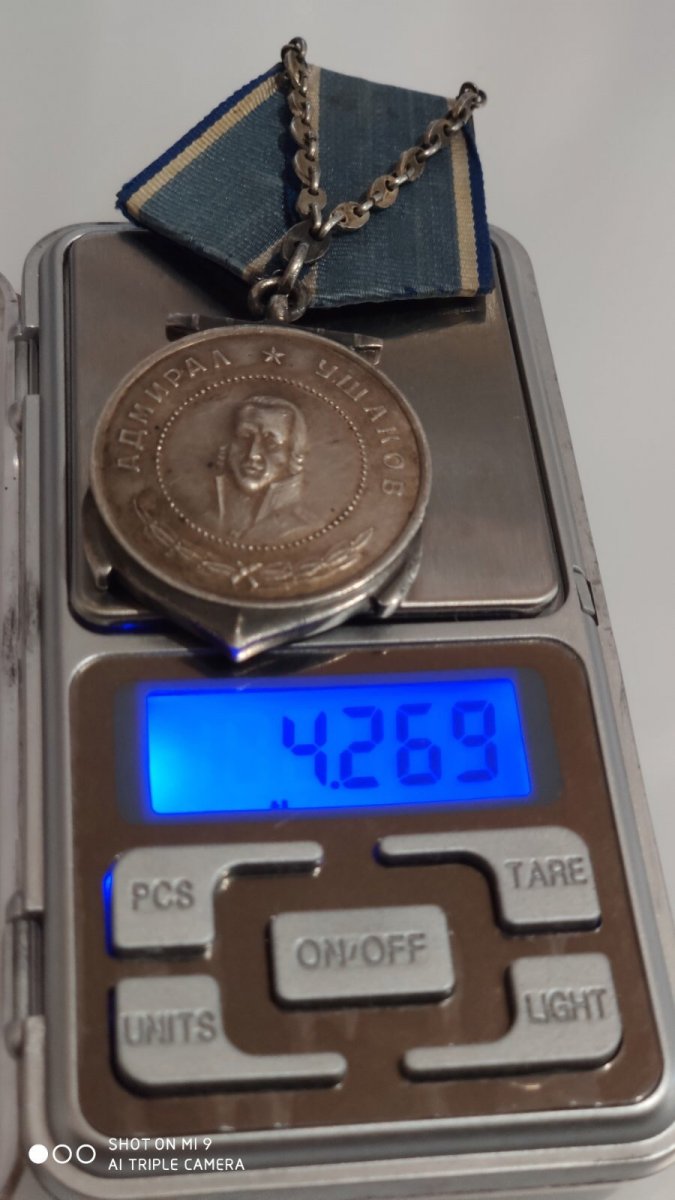 АДМИРАЛ ★ УШАКОВ
4.269
PCS
TARE
ON/OFF
UNITS
LIGHT
SHOT ON MI 9
AI TRIPLE CAMERA